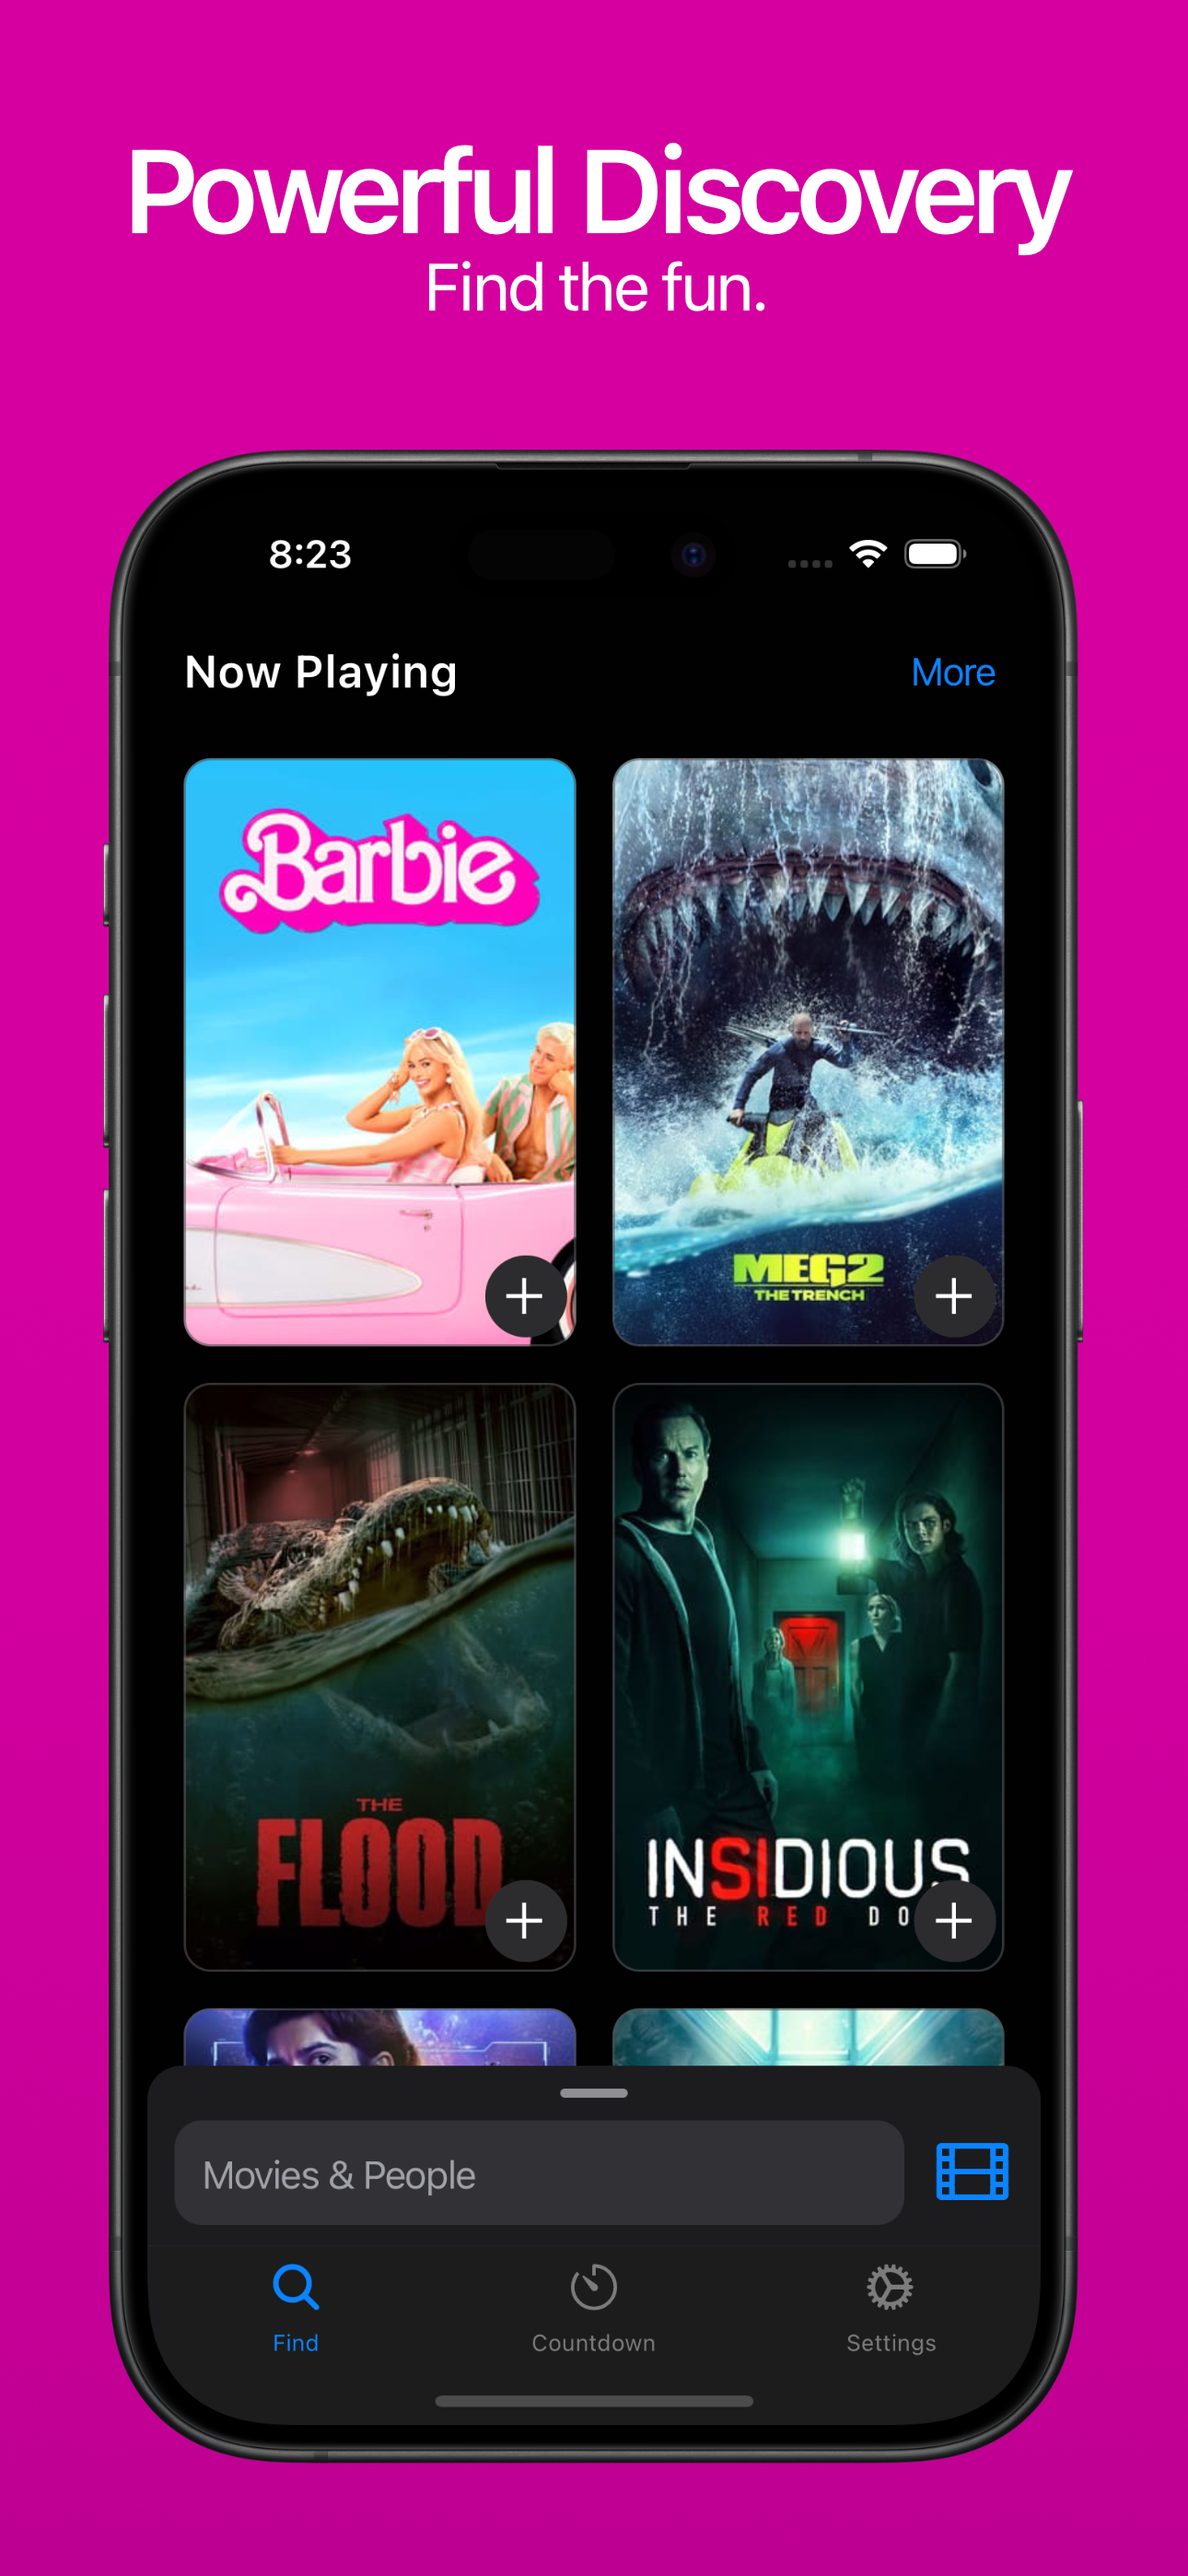 Powerful Discovery
Find the fun.
8:23
Now Playing
More
Barbie
MEG2
THE TRENCH
THE
FLOOD
INSIDIOUS
THE RED DO
Movies & People
Find
Countdown
Settings